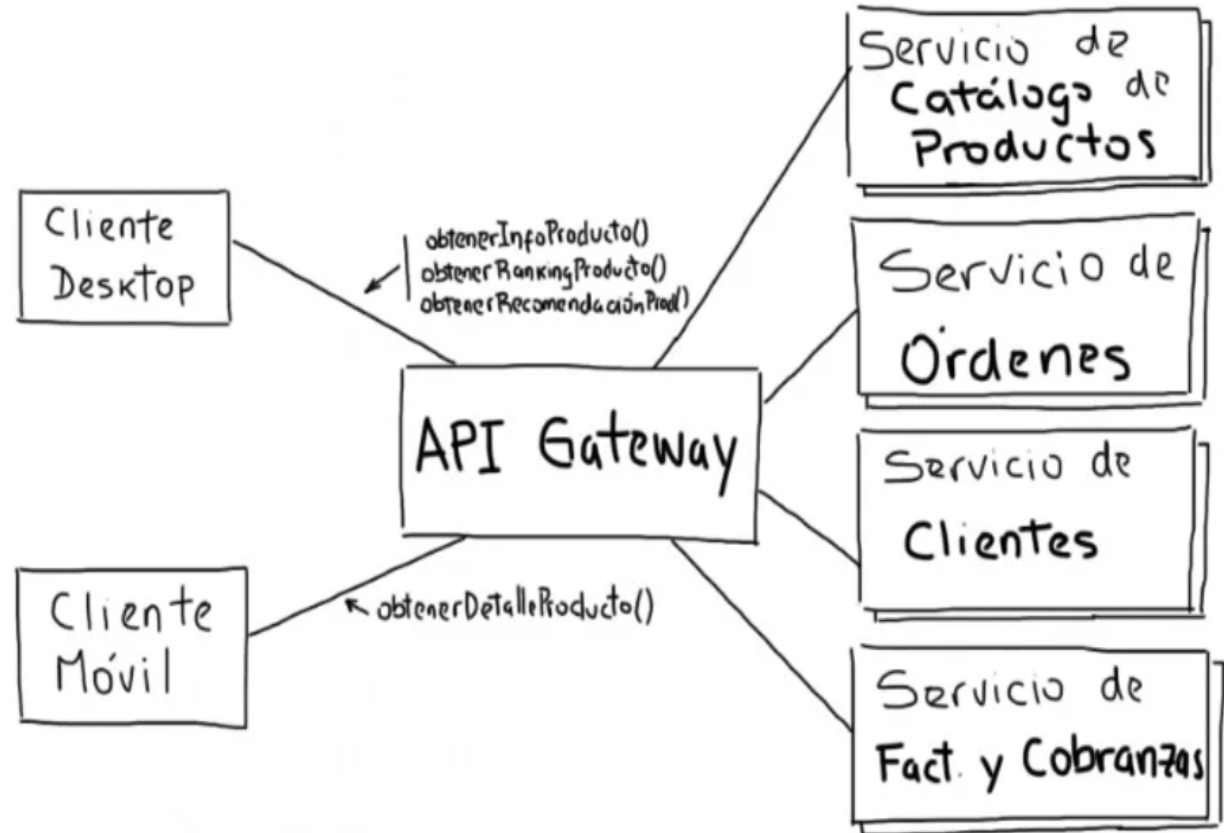 Servicio de
Catálogo de
Productos
Cliente
Desktop
obtenerInfoProducto()
obtenerRankingProducto()
obtenerRecomendaciónProd()
Servicio de
Órdenes
API Gateway
Servicio de
Clientes
Cliente
Móvil
obtenerDetalleProducto()
Servicio de
Fact. y Cobranzas